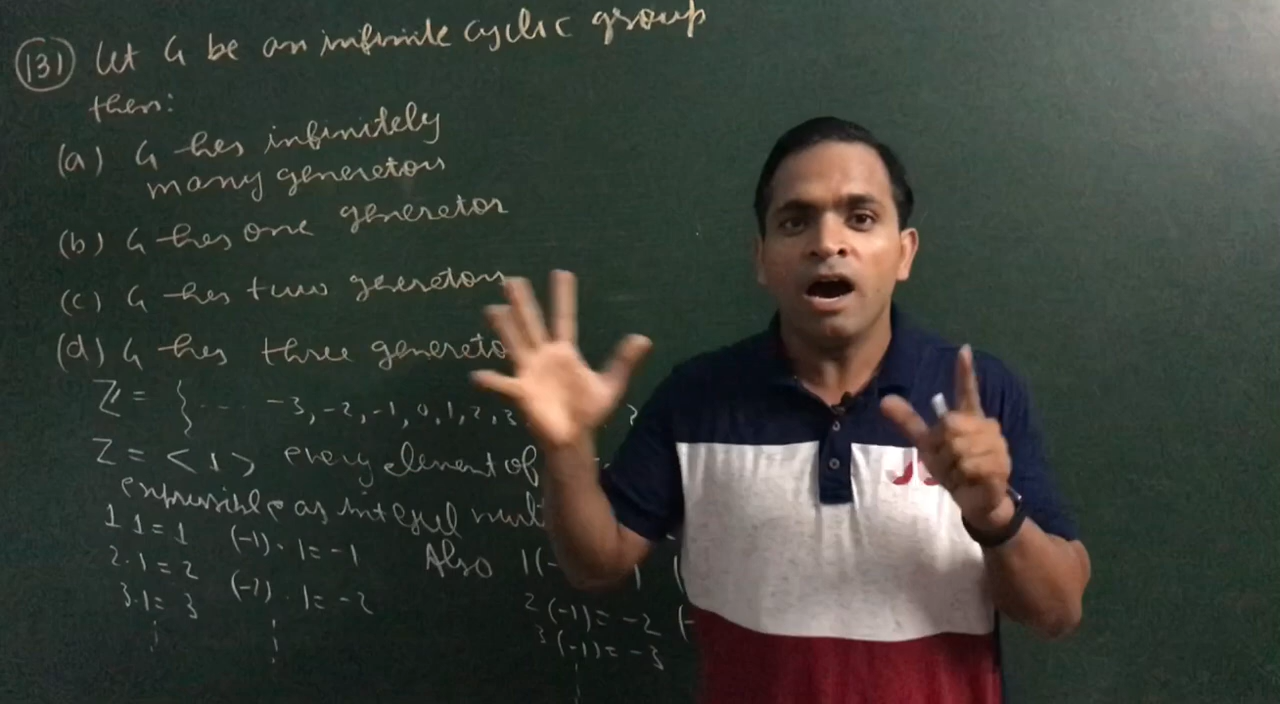 (131) Let G be an infinite cyclic group
then:
(a) G has infinitely
many generators
(b) G has one generator
(c) G has two generators
(d) G has three generato
Z = { .... -3, -2, -1, 0, 1, 2, 3
Z = < 1 > every element of
expressible as integral mult
1 1 = 1 (-1) . 1 = -1 Also 1(-
2.1 = 2 (-2) . 1 = -2 2 (-1) = -2 (-
3.1 = 3 3 (-1) = -3